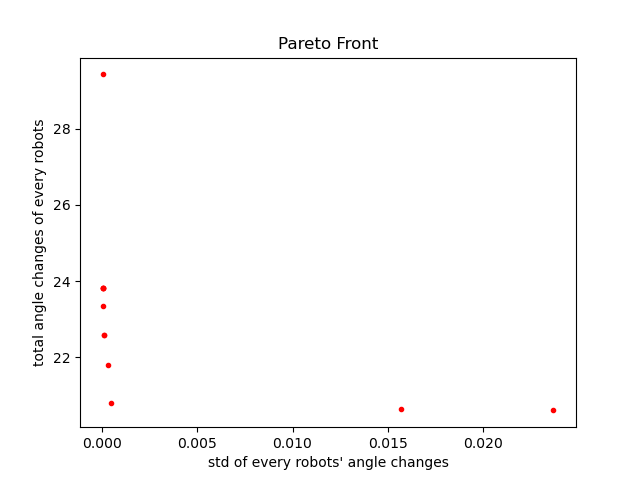 Pareto Front
total angle changes of every robots
28
26
24
22
0.000 0.005 0.010 0.015 0.020
std of every robots' angle changes